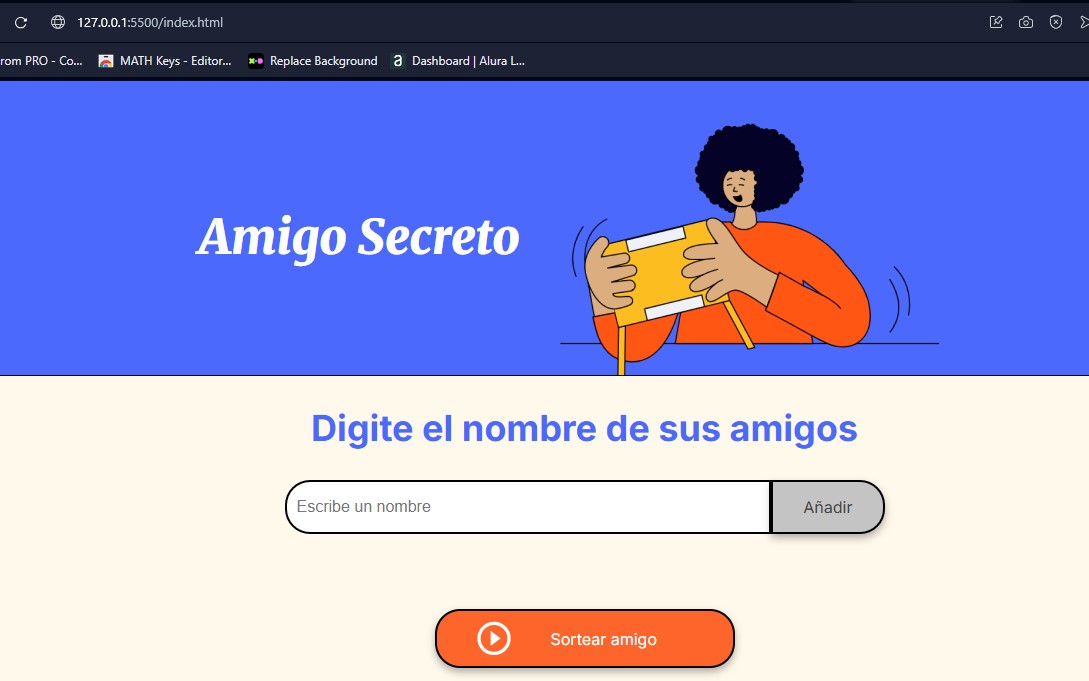 127.0.0.1:5500/index.html
rom PRO - Co... MATH Keys - Editor... Replace Background Dashboard | Alura L...
Amigo Secreto
Digite el nombre de sus amigos
Escribe un nombre Añadir
Sortear amigo